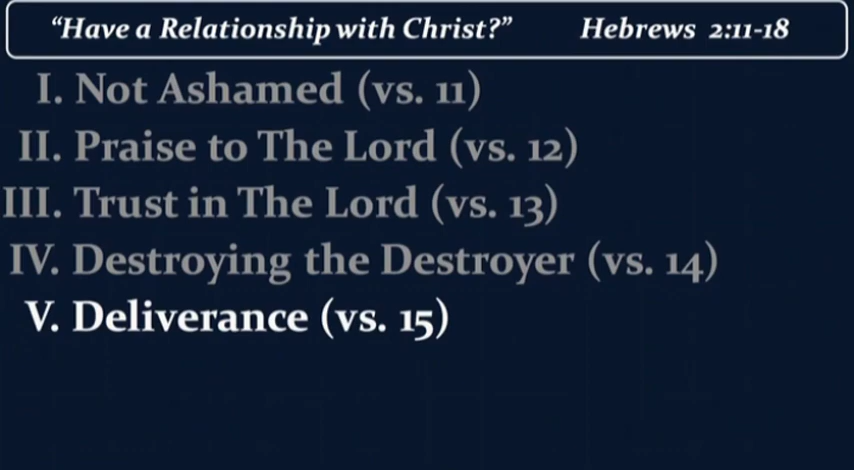 “Have a Relationship with Christ?” Hebrews 2:11-18
I. Not Ashamed (vs. 11)
II. Praise to The Lord (vs. 12)
III. Trust in The Lord (vs. 13)
IV. Destroying the Destroyer (vs. 14)
V. Deliverance (vs. 15)